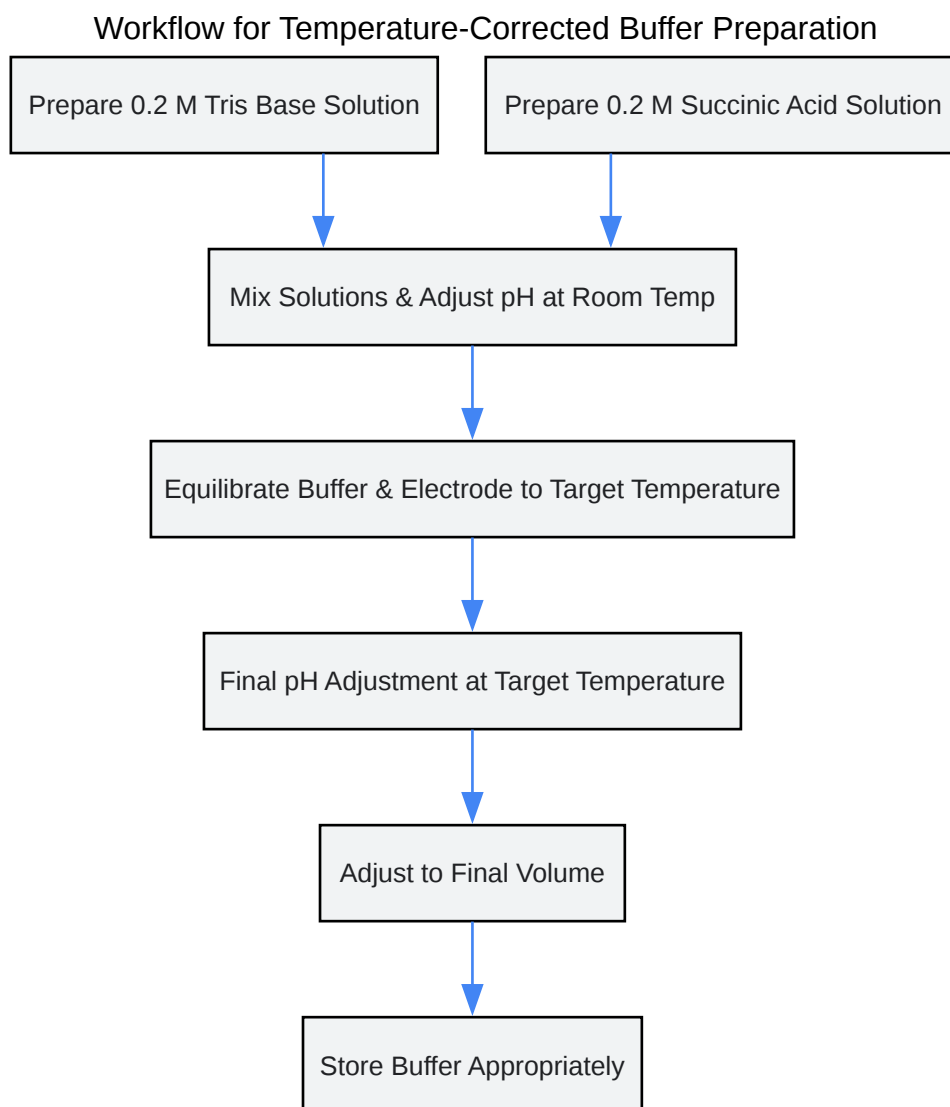 Workflow for Temperature-Corrected Buffer Preparation
Prepare 0.2 M Tris Base Solution
Prepare 0.2 M Succinic Acid Solution
Mix Solutions & Adjust pH at Room Temp
Equilibrate Buffer & Electrode to Target Temperature
Final pH Adjustment at Target Temperature
Adjust to Final Volume
Store Buffer Appropriately